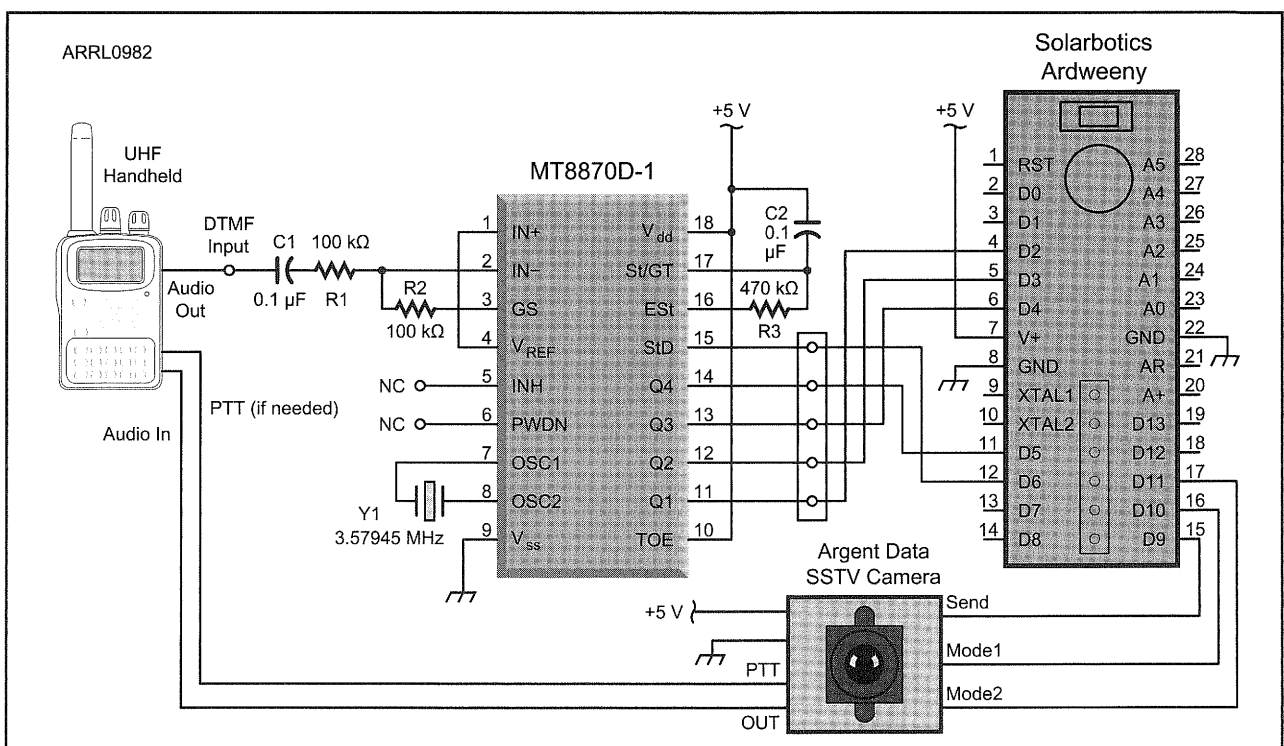 ARRL0982
UHF
Handheld
DTMF
Input
Audio
Out
C1
0.1 µF
100 kΩ
R1
R2
100 kΩ
PTT (if needed)
Audio In
MT8870D-1
1
IN+
2
IN−
3
GS
4
VREF
NC
5
INH
NC
6
PWDN
7
OSC1
8
OSC2
9
Vss
Y1
3.57945 MHz
18
Vdd
17
St/GT
16
ESt
15
StD
14
Q4
13
Q3
12
Q2
11
Q1
10
TOE
+5 V
C2
0.1
µF
470 kΩ
R3
+5 V
Solarbotics
Ardweeny
1
RST
2
D0
3
D1
4
D2
5
D3
6
D4
7
V+
8
GND
9
XTAL1
10
XTAL2
11
D5
12
D6
13
D7
14
D8
A5
28
A4
27
A3
26
A2
25
A1
24
A0
23
GND
22
AR
21
A+
20
D13
19
D12
18
D11
17
D10
16
D9
15
Argent Data
SSTV Camera
+5 V
PTT
OUT
Send
Mode1
Mode2